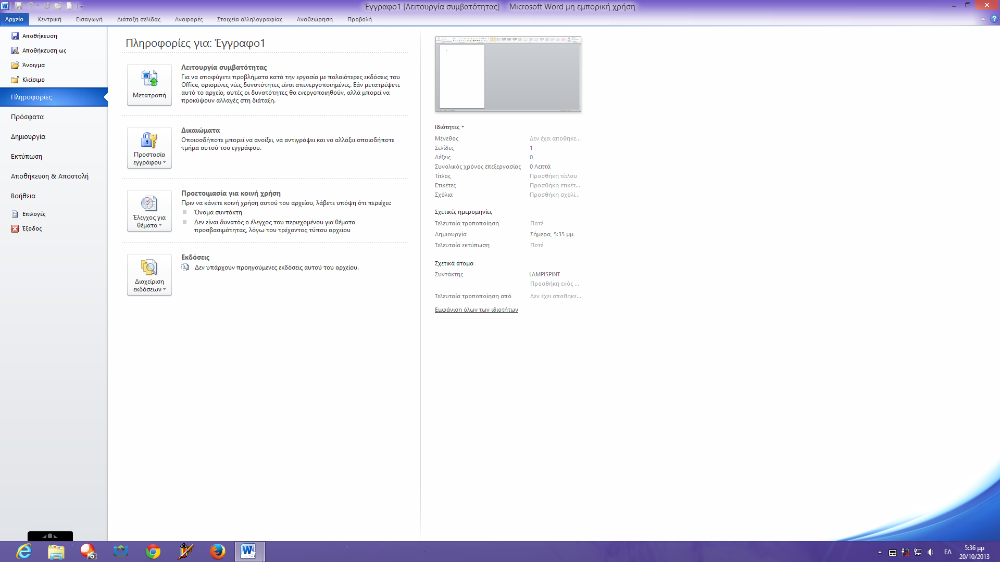 Έγγραφο1 [Λειτουργία συμβατότητας] - Microsoft Word μη εμπορική χρήση
Αρχείο Κεντρική Εισαγωγή Διάταξη σελίδας Αναφορές Στοιχεία αλληλογραφίας Αναθεώρηση Προβολή
Αποθήκευση
Αποθήκευση ως
Άνοιγμα
Κλείσιμο
Πληροφορίες
Πρόσφατα
Δημιουργία
Εκτύπωση
Αποθήκευση & Αποστολή
Βοήθεια
Επιλογές
Έξοδος
Πληροφορίες για: Έγγραφο1
Μετατροπή
Λειτουργία συμβατότητας
Για να αποφύγετε προβλήματα κατά την εργασία με παλαιότερες εκδόσεις του
Office, ορισμένες νέες δυνατότητες είναι απενεργοποιημένες. Εάν μετατρέψετε
αυτό το αρχείο, αυτές οι δυνατότητες θα ενεργοποιηθούν, αλλά μπορεί να
προκύψουν αλλαγές στη διάταξη.
Προστασία
εγγράφου
Δικαιώματα
Οποιοσδήποτε μπορεί να ανοίξει, να αντιγράψει και να αλλάξει οποιοδήποτε
τμήμα αυτού του εγγράφου.
Έλεγχος για
θέματα
Προετοιμασία για κοινή χρήση
Πριν να κάνετε κοινή χρήση αυτού του αρχείου, λάβετε υπόψη ότι περιέχει:
Όνομα συντάκτη
Δεν είναι δυνατός ο έλεγχος του περιεχομένου για θέματα
προσβασιμότητας, λόγω του τρέχοντος τύπου αρχείου
Διαχείριση
εκδόσεων
Εκδόσεις
Δεν υπάρχουν προηγούμενες εκδόσεις αυτού του αρχείου.
Ιδιότητες
Μέγεθος Δεν έχει αποθηκε...
Σελίδες 1
Λέξεις 0
Συνολικός χρόνος επεξεργασίας 0 Λεπτά
Τίτλος Προσθήκη τίτλου
Ετικέτες Προσθήκη ετικέτ...
Σχόλια Προσθήκη σχολί...
Σχετικές ημερομηνίες
Τελευταία τροποποίηση Ποτέ
Δημιουργία Σήμερα, 5:35 μμ
Τελευταία εκτύπωση Ποτέ
Σχετικά άτομα
Συντάκτης LAMPISPINT
Προσθήκη ενός ...
Τελευταία τροποποίηση από Δεν έχει αποθηκε...
Εμφάνιση όλων των ιδιοτήτων
ΕΛ
5:36 μμ
20/10/2013